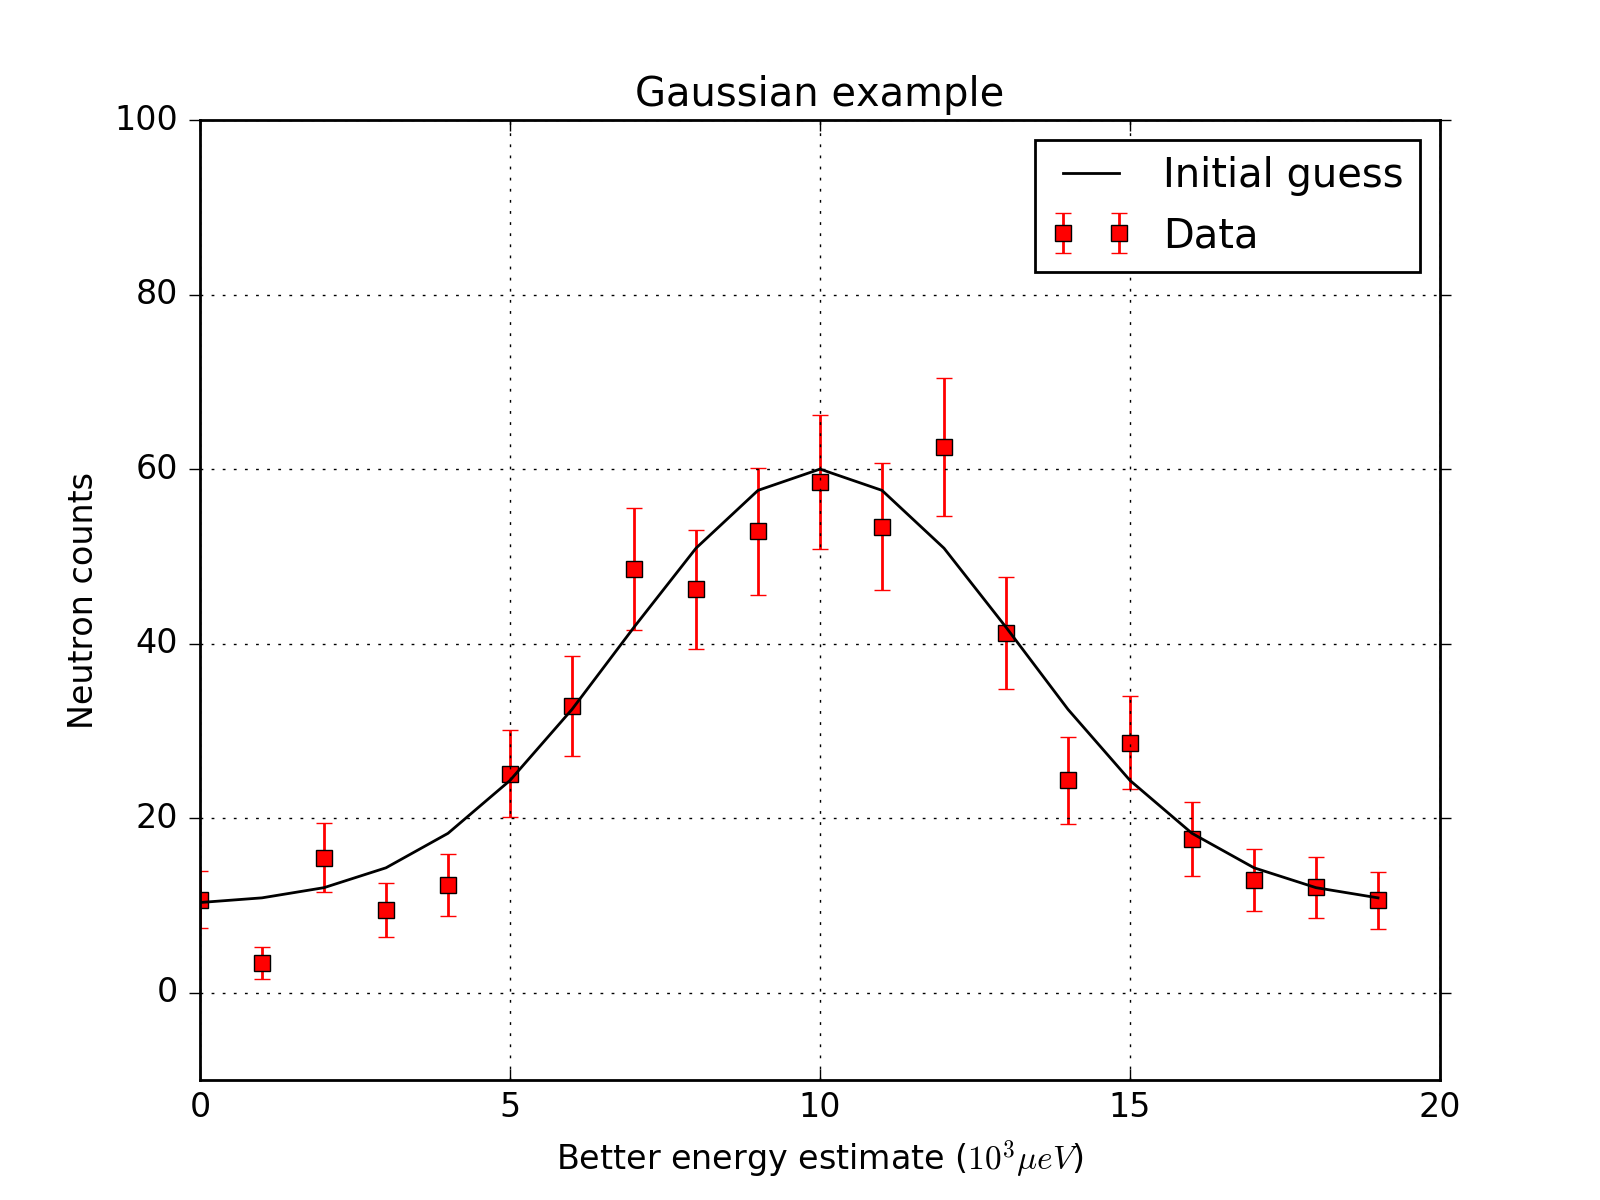 Gaussian example
100
80
60
40
20
0
Neutron counts
Initial guess
Data
0 5 10 15 20
Better energy estimate (10³μeV)